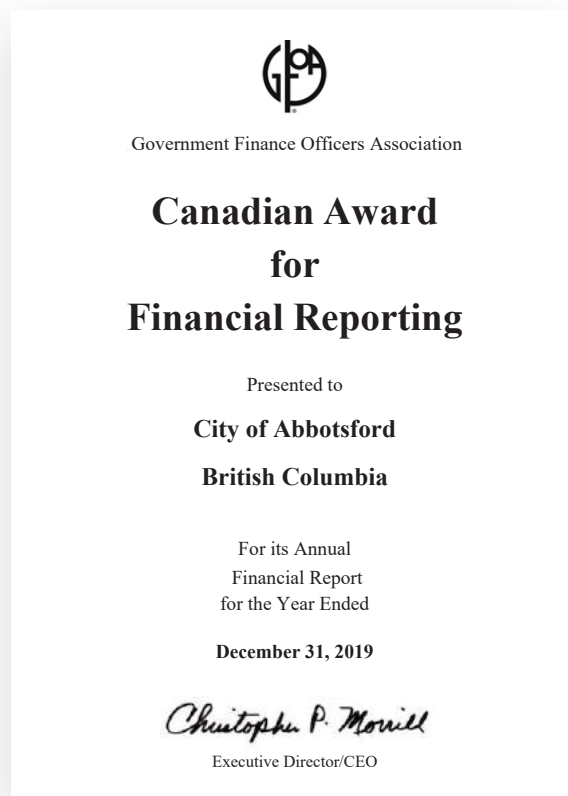 GFOA
Government Finance Officers Association
Canadian Award
for
Financial Reporting
Presented to
City of Abbotsford
British Columbia
For its Annual
Financial Report
for the Year Ended
December 31, 2019
Christopher P. Morrill
Executive Director/CEO